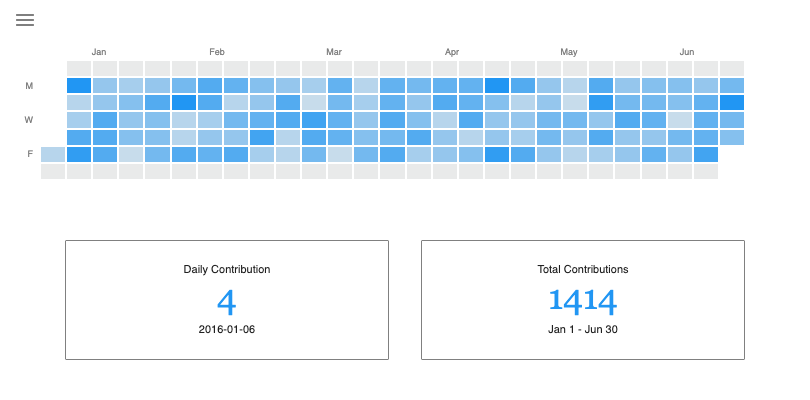 Jan Feb Mar Apr May Jun
M
W
F
Daily Contribution
4
2016-01-06
Total Contributions
1414
Jan 1 - Jun 30